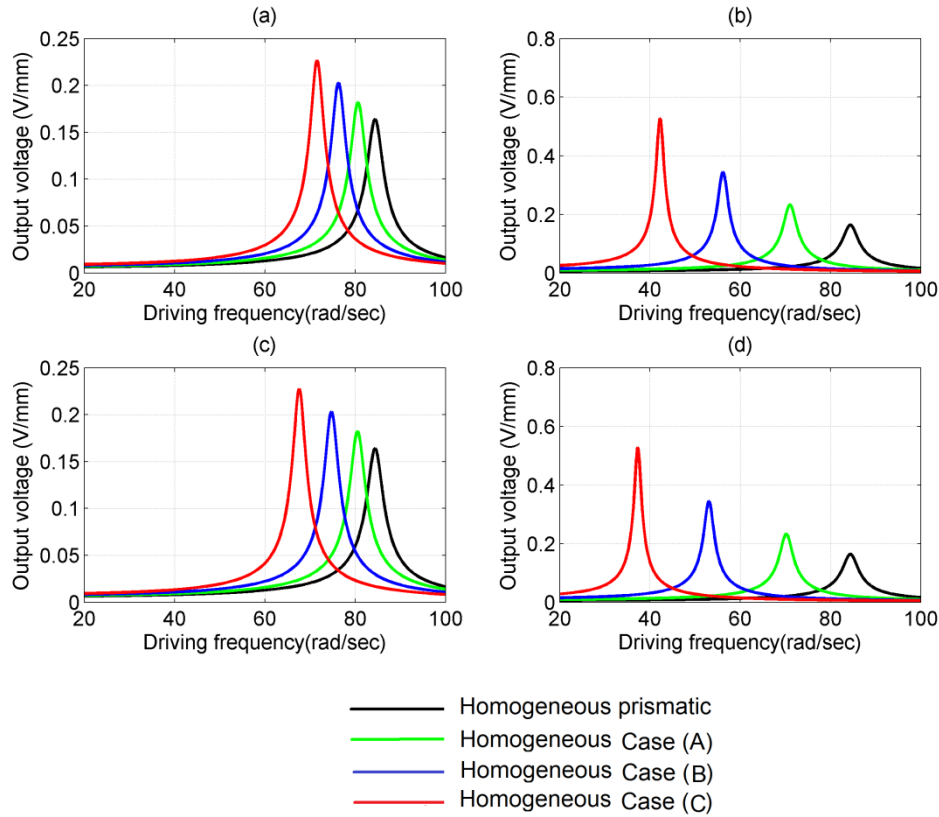 (a)
Output voltage (V/mm)
0.25
0.2
0.15
0.1
0.05
0
20
40
60
80
100
Driving frequency(rad/sec)
(b)
Output voltage (V/mm)
0.8
0.6
0.4
0.2
0
20
40
60
80
100
Driving frequency(rad/sec)
(c)
Output voltage (V/mm)
0.25
0.2
0.15
0.1
0.05
0
20
40
60
80
100
Driving frequency(rad/sec)
(d)
Output voltage (V/mm)
0.8
0.6
0.4
0.2
0
20
40
60
80
100
Driving frequency(rad/sec)
Homogeneous prismatic
Homogeneous Case (A)
Homogeneous Case (B)
Homogeneous Case (C)